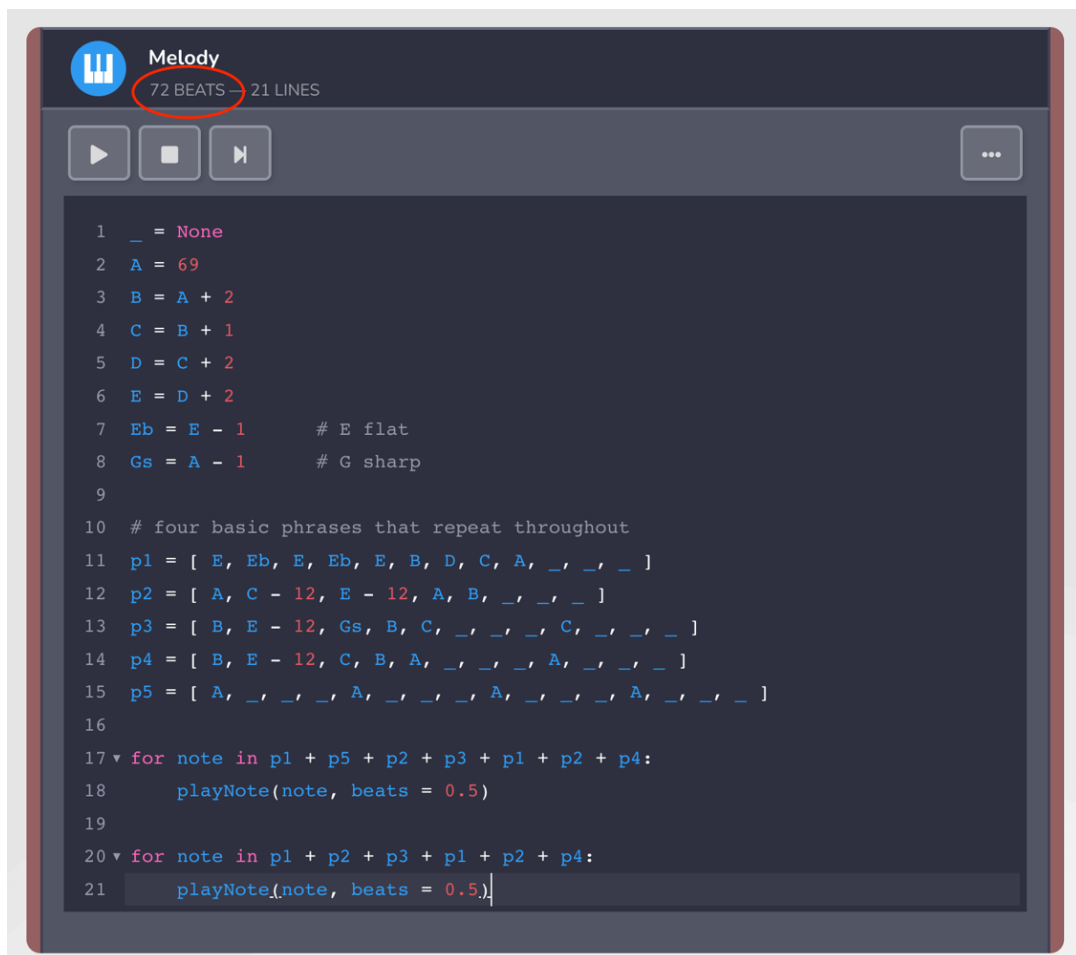 Melody
72 BEATS — 21 LINES
1 _ = None
2 A = 69
3 B = A + 2
4 C = B + 1
5 D = C + 2
6 E = D + 2
7 Eb = E - 1 # E flat
8 Gs = A - 1 # G sharp
9
10 # four basic phrases that repeat throughout
11 p1 = [ E, Eb, E, Eb, E, B, D, C, A, _, _, _ ]
12 p2 = [ A, C - 12, E - 12, A, B, _, _, _ ]
13 p3 = [ B, E - 12, Gs, B, C, _, _, _, C, _, _, _ ]
14 p4 = [ B, E - 12, C, B, A, _, _, _, A, _, _, _ ]
15 p5 = [ A, _, _, _, A, _, _, _, A, _, _, _, A, _, _, _ ]
16
17 for note in p1 + p5 + p2 + p3 + p1 + p2 + p4:
18 playNote(note, beats = 0.5)
19
20 for note in p1 + p2 + p3 + p1 + p2 + p4:
21 playNote(note, beats = 0.5)